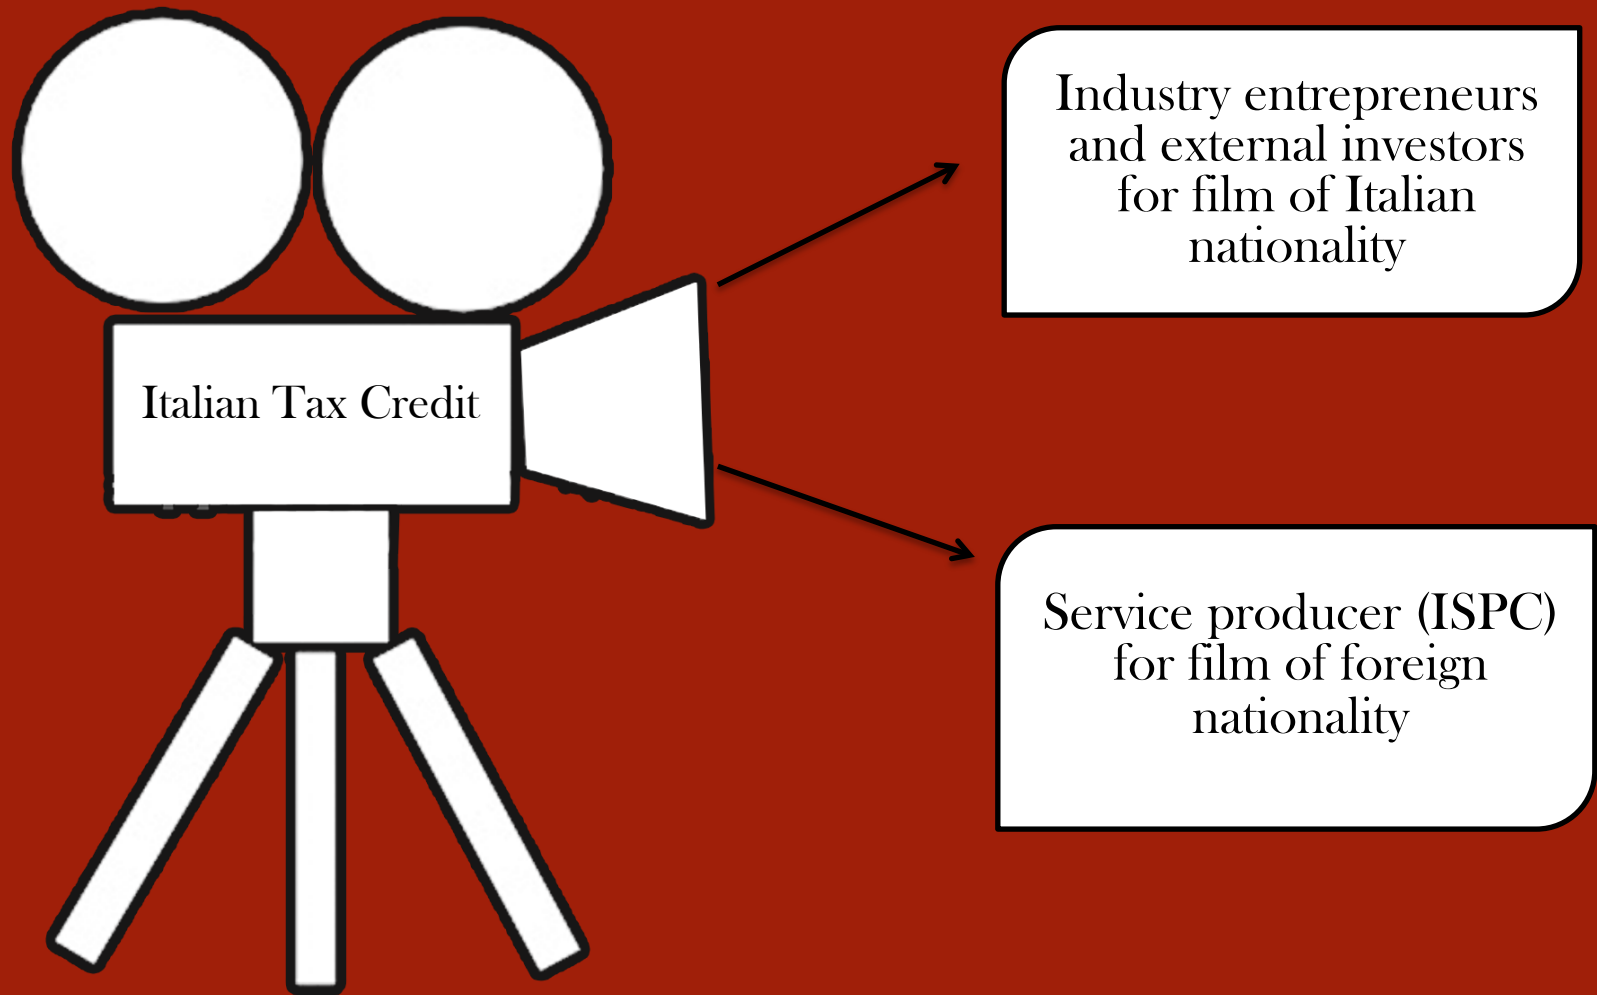 Italian Tax Credit
Industry entrepreneurs
and external investors
for film of Italian
nationality
Service producer (ISPC)
for film of foreign
nationality